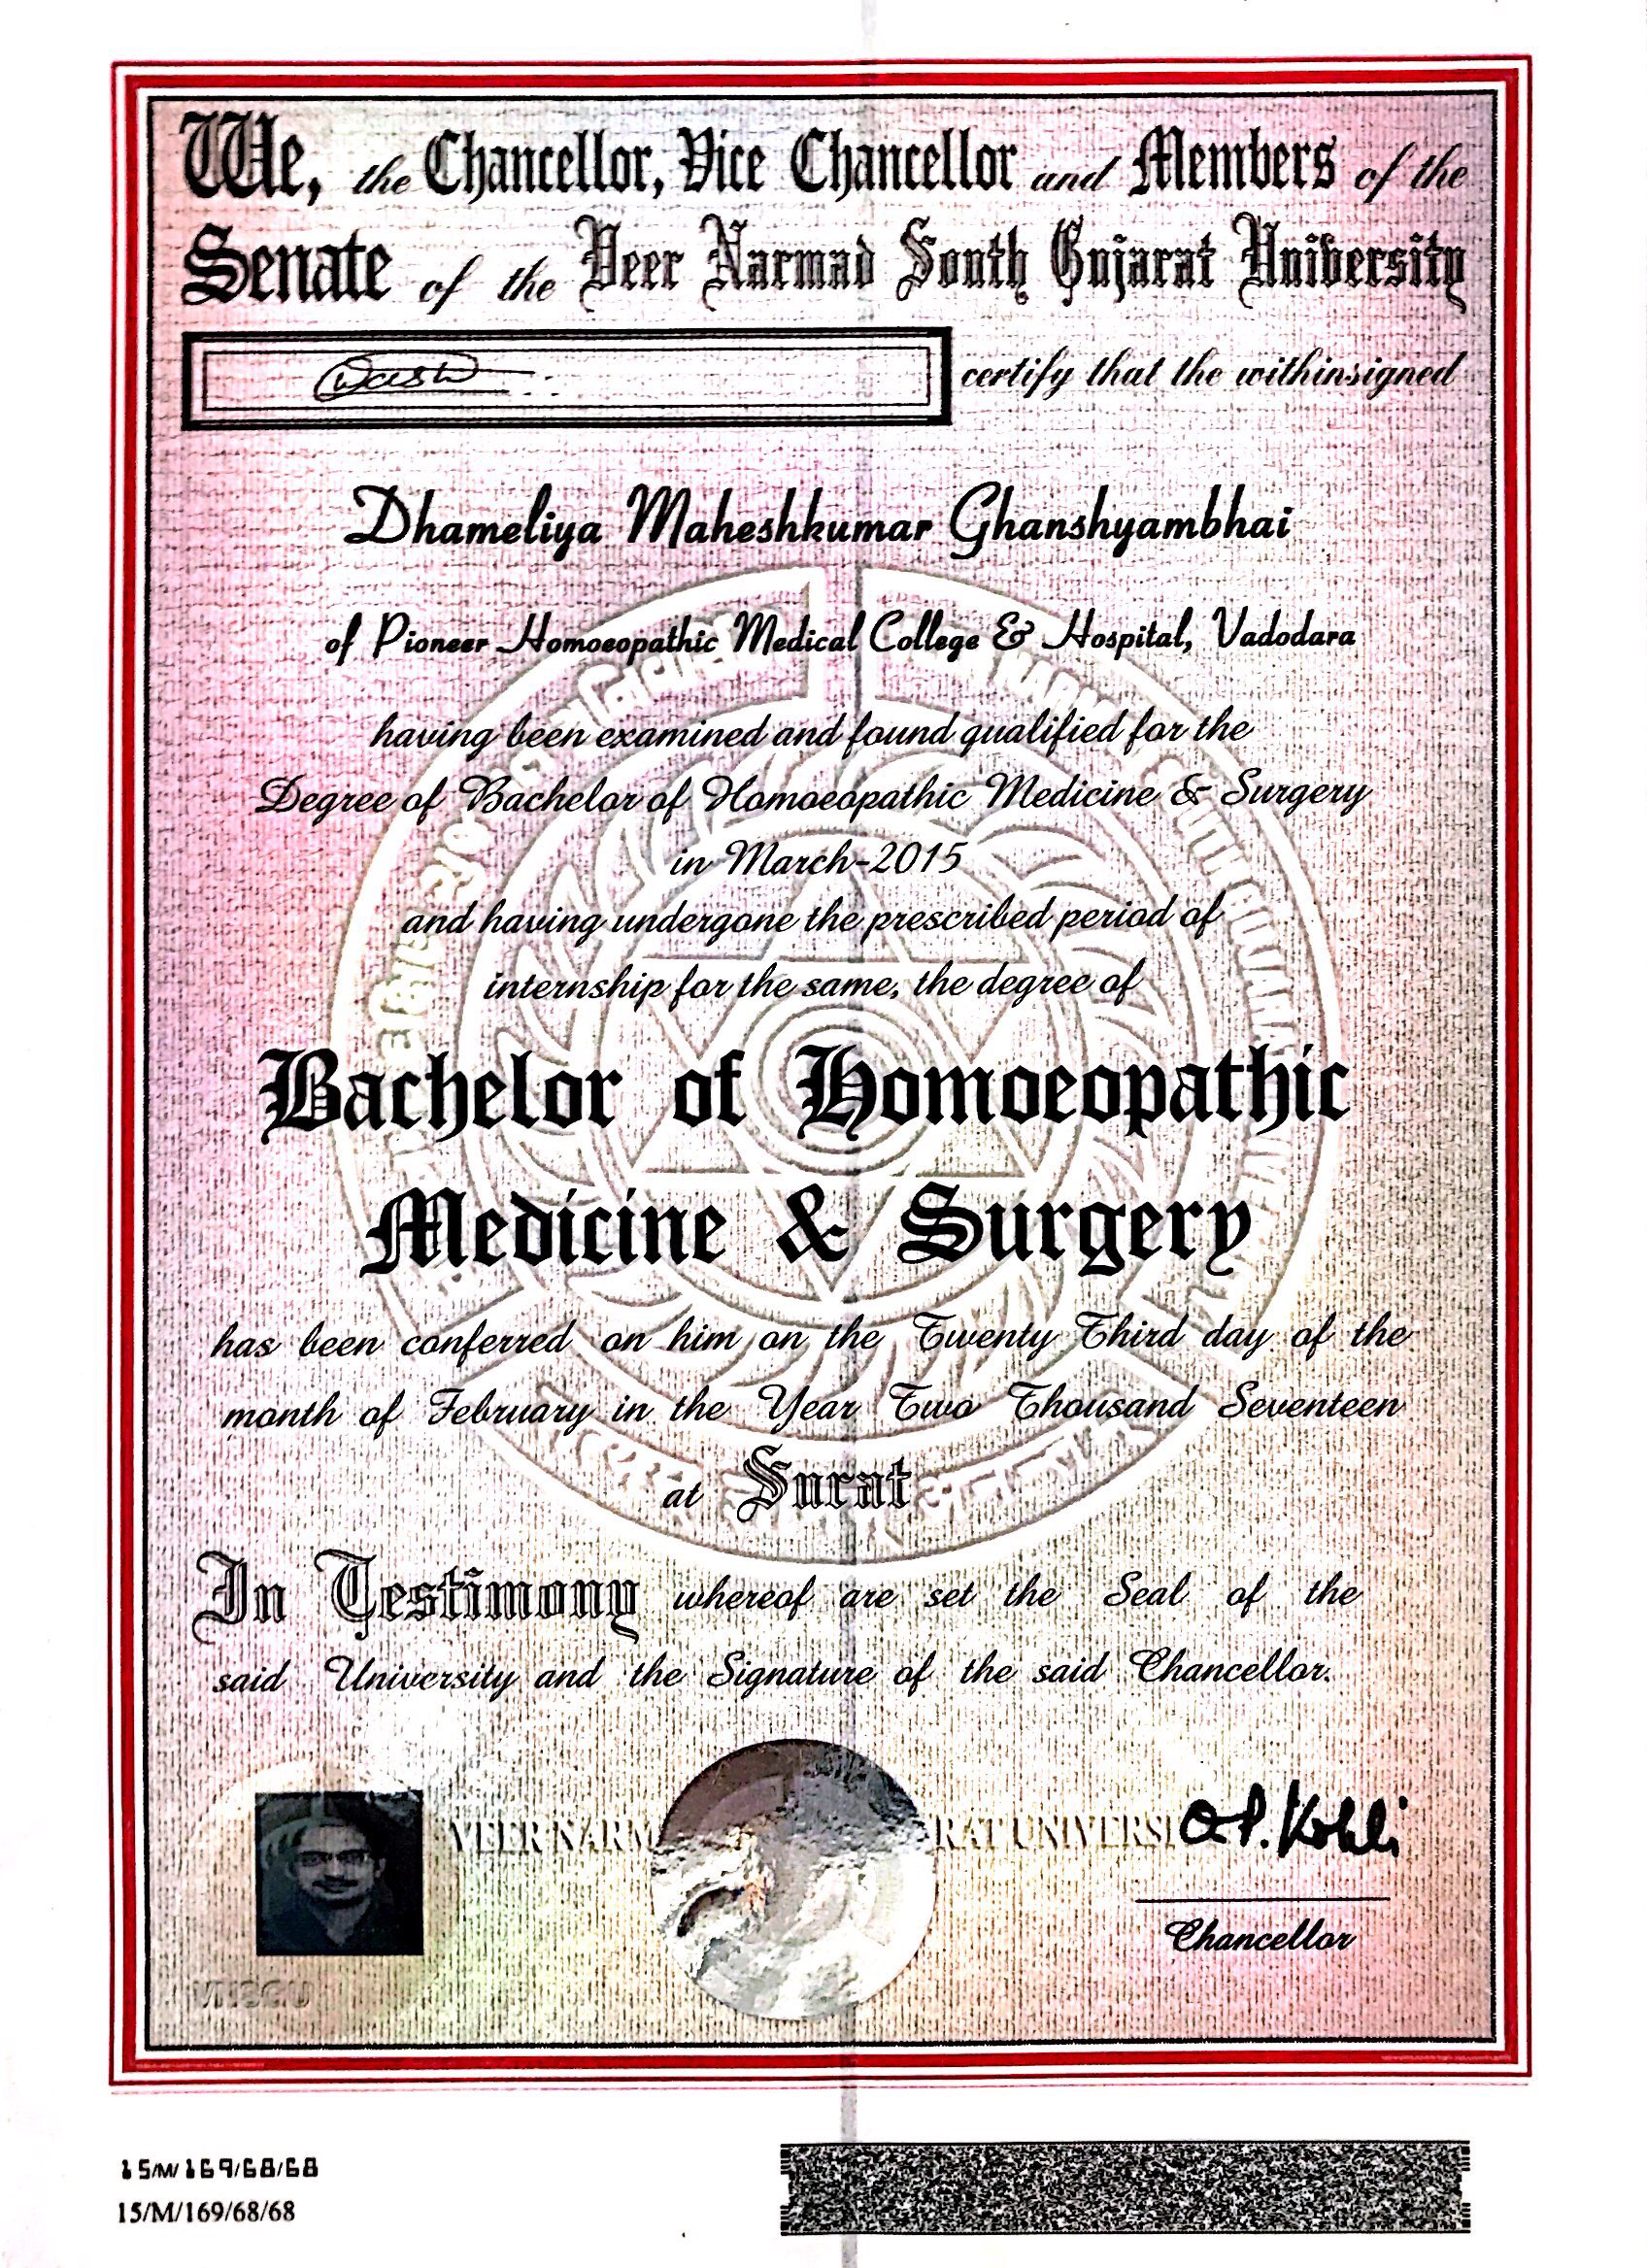 We, the Chancellor, Vice Chancellor and Members of the
Senate of the Veer Narmad South Gujarat University
certify that the withinsigned
Dhameliya Maheshkumar Ghanshyambhai
of Pioneer Homoeopathic Medical College & Hospital, Vadodara
having been examined and found qualified for the
Degree of Bachelor of Homoeopathic Medicine & Surgery
in March-2015
and having undergone the prescribed period of
internship for the same, the degree of
Bachelor of Homoeopathic
Medicine & Surgery
has been conferred on him on the Twenty Third day of the
month of February in the Year Two Thousand Seventeen
at Surat
In Testimony whereof are set the Seal of the
said University and the Signature of the said Chancellor.
VEER NARM RAT UNIVERSI O.P. Kohli
Chancellor
VNSGU
15/M/169/68/68
15/M/169/68/68